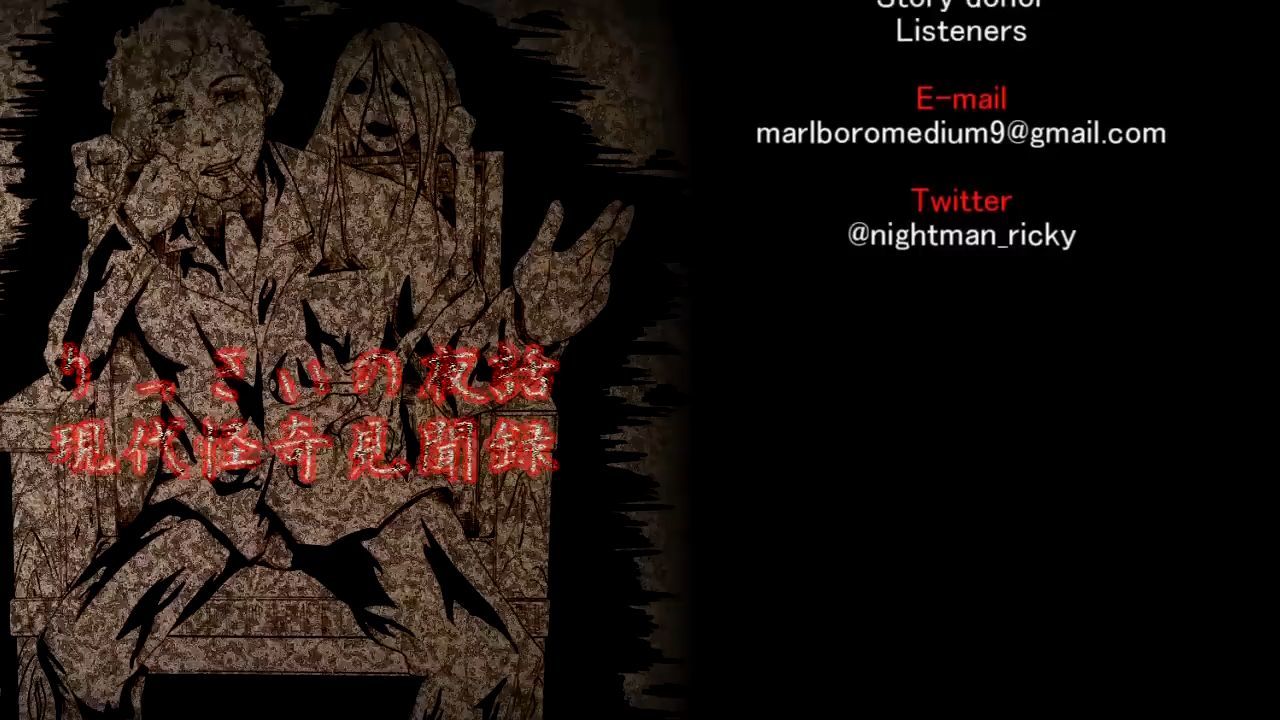 Story donor
Listeners
E-mail
marlboromedium9@gmail.com
Twitter
@nightman_ricky
りっきぃの夜話
現代怪奇見聞録